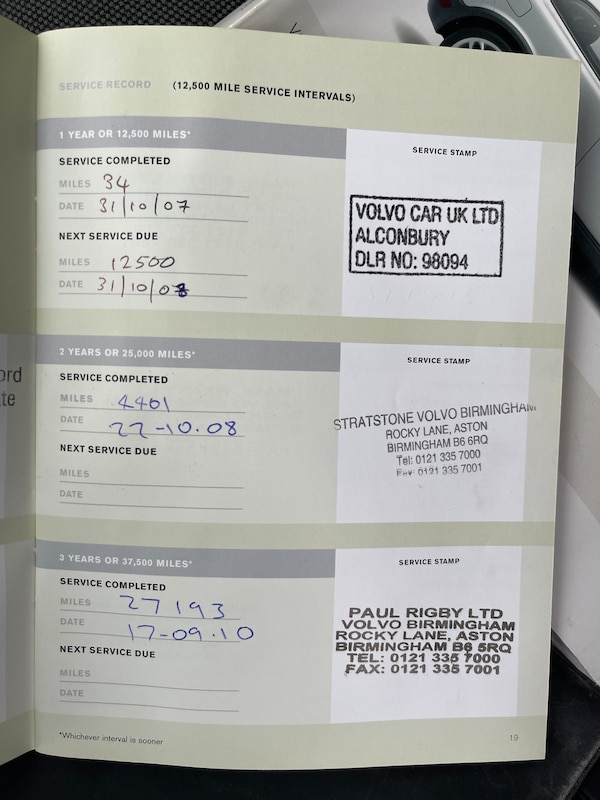 SERVICE RECORD (12,500 MILE SERVICE INTERVALS)
1 YEAR OR 12,500 MILES*
SERVICE COMPLETED
MILES 34
DATE 31/10/07
NEXT SERVICE DUE
MILES 12500
DATE 31/10/08
SERVICE STAMP
VOLVO CAR UK LTD
ALCONBURY
DLR NO: 98094
2 YEARS OR 25,000 MILES*
SERVICE COMPLETED
MILES 4401
DATE 22-10.08
NEXT SERVICE DUE
MILES
DATE
SERVICE STAMP
STRATSTONE VOLVO BIRMINGHAM
ROCKY LANE, ASTON
BIRMINGHAM B6 6RQ
Tel: 0121 335 7000
Fax: 0121 335 7001
3 YEARS OR 37,500 MILES*
SERVICE COMPLETED
MILES 27193
DATE 17-09.10
NEXT SERVICE DUE
MILES
DATE
SERVICE STAMP
PAUL RIGBY LTD
VOLVO BIRMINGHAM
ROCKY LANE, ASTON
BIRMINGHAM B6 5RQ
TEL: 0121 335 7000
FAX: 0121 335 7001
*Whichever interval is sooner
19